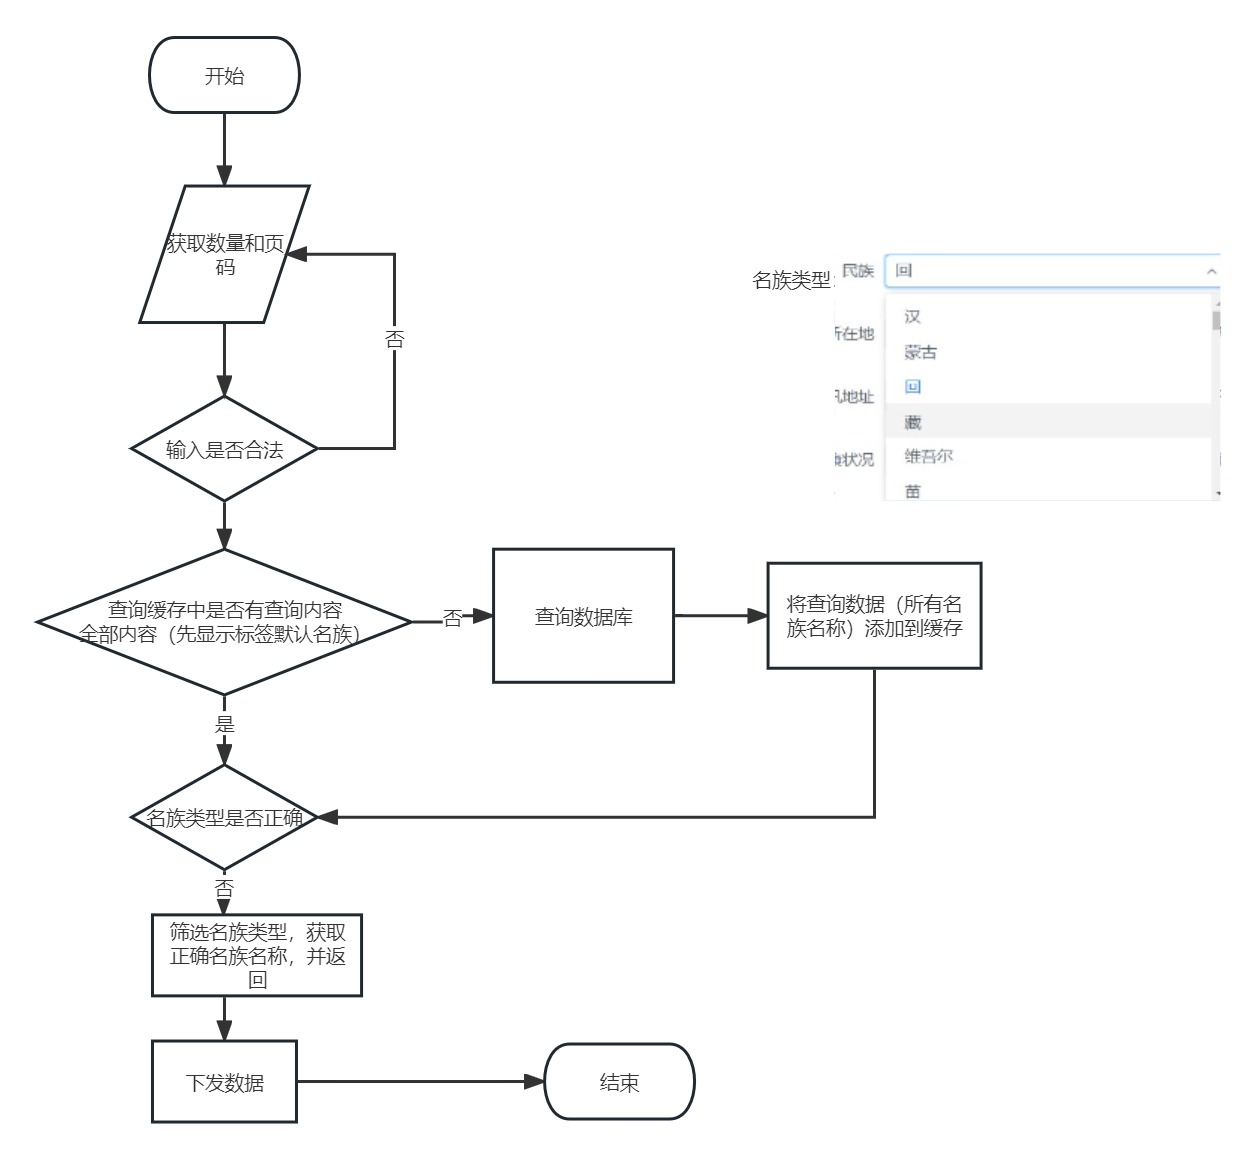 开始
获取数量和页
码
否
名族类型:
民族
回
汉
蒙古
回
藏
维吾尔
苗
所在地
地址
状况
输入是否合法
查询缓存中是否有查询内容
全部内容（先显示标签默认名族）
否
查询数据库
将查询数据（所有名
族名称）添加到缓存
是
名族类型是否正确
否
筛选名族类型，获取
正确名族名称，并返
回
下发数据
结束